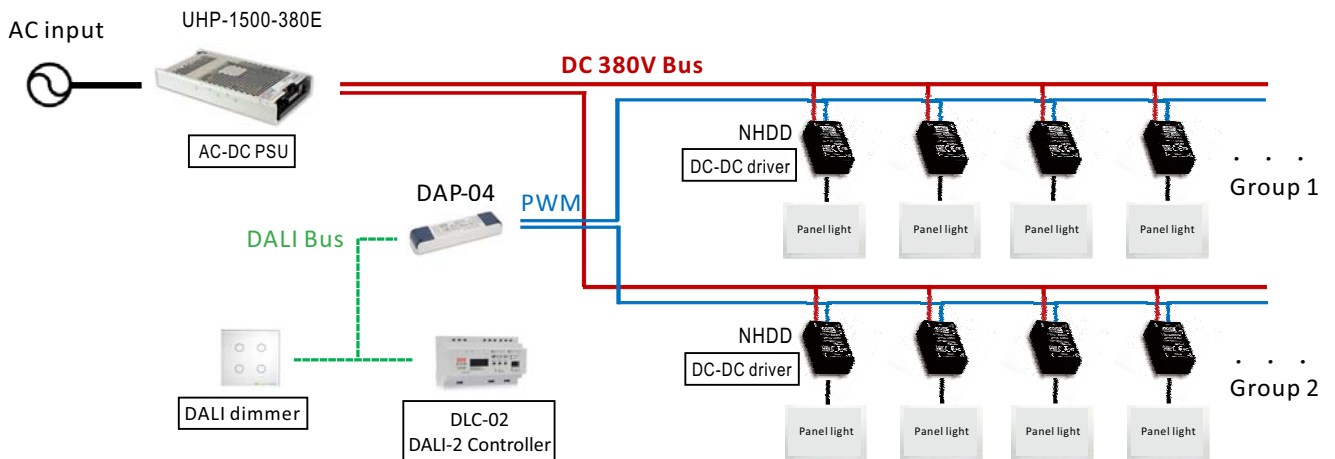 UHP-1500-380E
AC input
DC 380V Bus
AC-DC PSU
NHDD
DC-DC driver
. . .
Group 1
DAP-04
PWM
Panel light
Panel light
Panel light
Panel light
DALI Bus
NHDD
DC-DC driver
. . .
Group 2
DALI dimmer
DLC-02
DALI-2 Controller
Panel light
Panel light
Panel light
Panel light